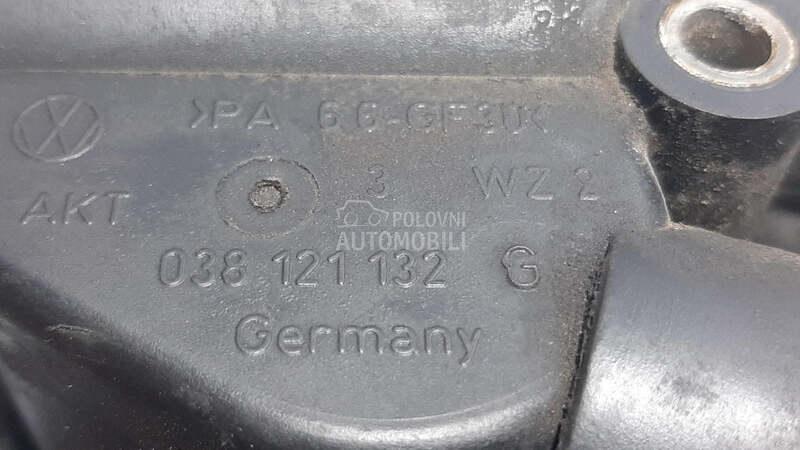 >PA 66-GF30<
3 WZ 2
AKT
POLOVNI
AUTOMOBILI
038 121 132 G
Germany